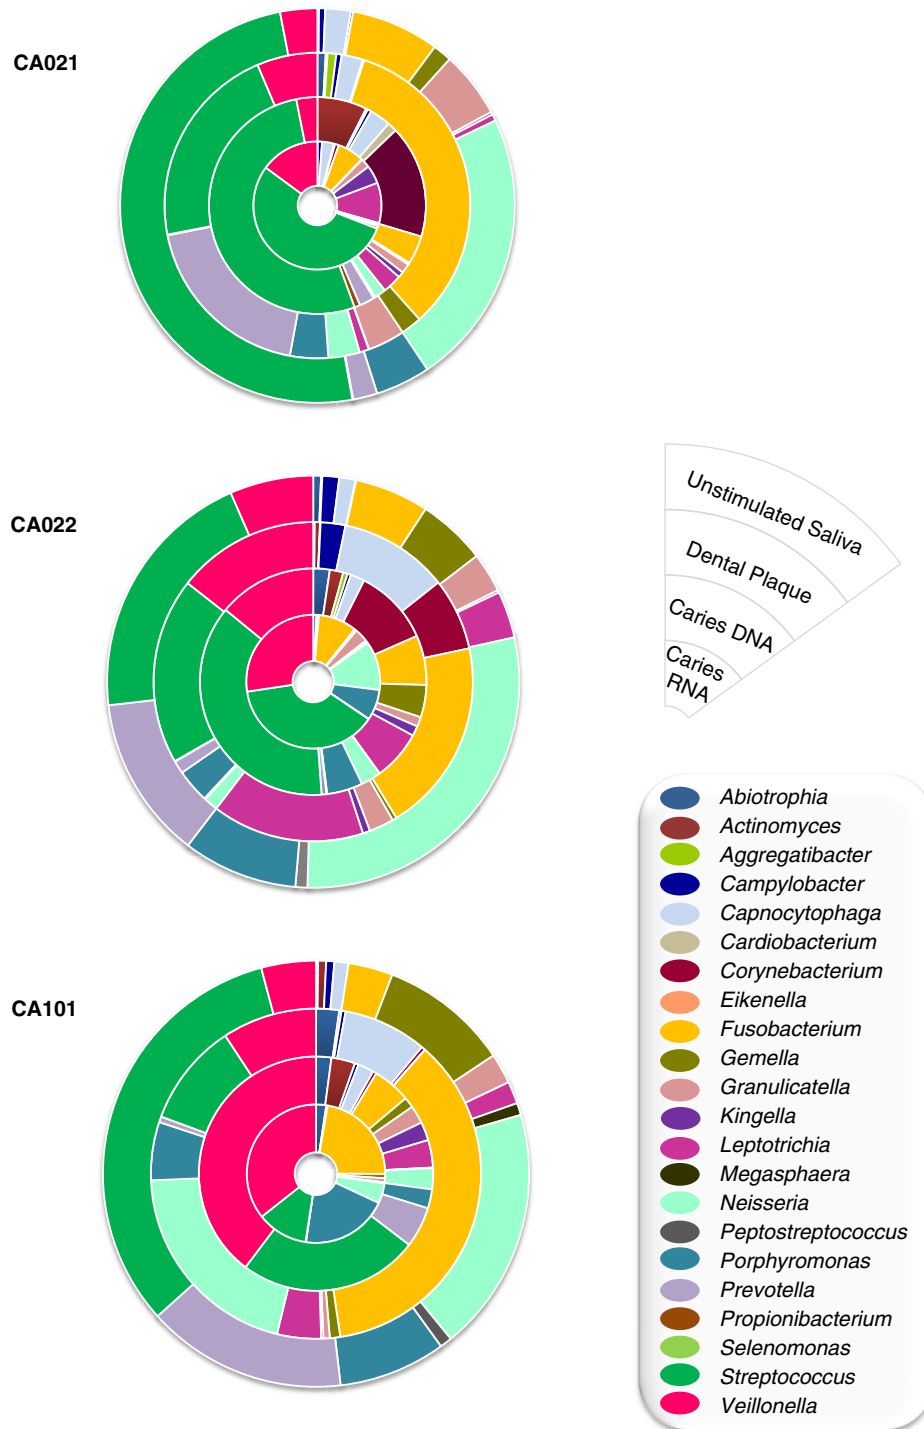 CA021
CA022
Unstimulated Saliva
Dental Plaque
Caries DNA
Caries
RNA
Abiotrophia
Actinomyces
Aggregatibacter
Campylobacter
Capnocytophaga
Cardiobacterium
Corynebacterium
Eikenella
Fusobacterium
Gemella
Granulicatella
Kingella
Leptotrichia
Megasphaera
Neisseria
Peptostreptococcus
Porphyromonas
Prevotella
Propionibacterium
Selenomonas
Streptococcus
Veillonella
CA101